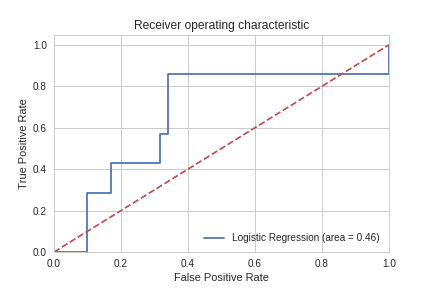 Receiver operating characteristic
True Positive Rate
1.0
0.8
0.6
0.4
0.2
0.0
Logistic Regression (area = 0.46)
0.0 0.2 0.4 0.6 0.8 1.0
False Positive Rate